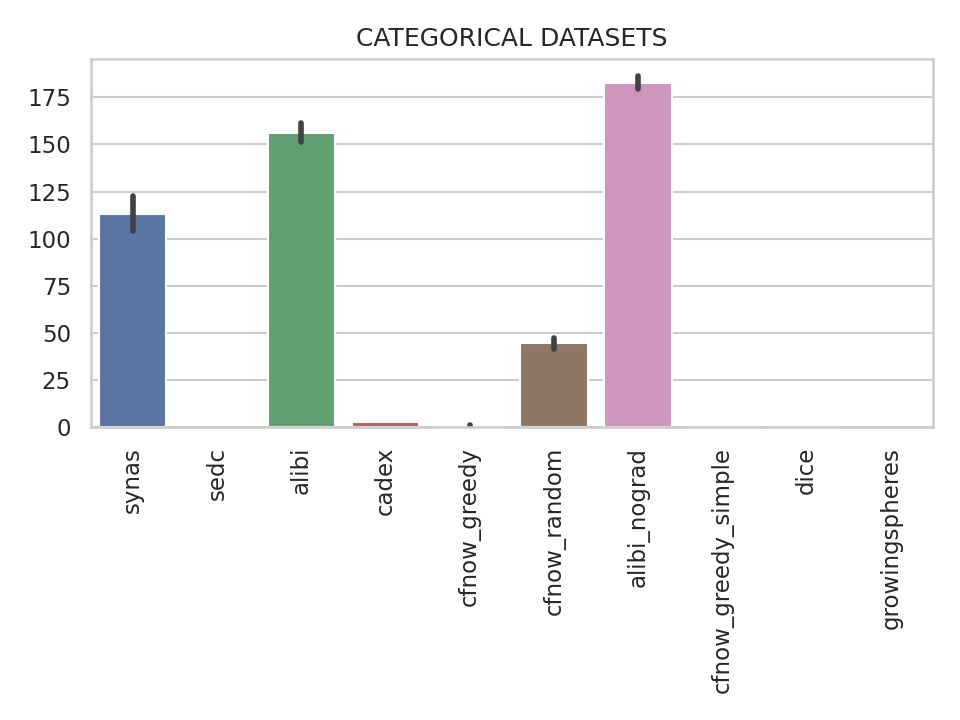 CATEGORICAL DATASETS
175
150
125
100
75
50
25
0
synas
sedc
alibi
cadex
cfnow_greedy
cfnow_random
alibi_nograd
cfnow_greedy_simple
dice
growingspheres